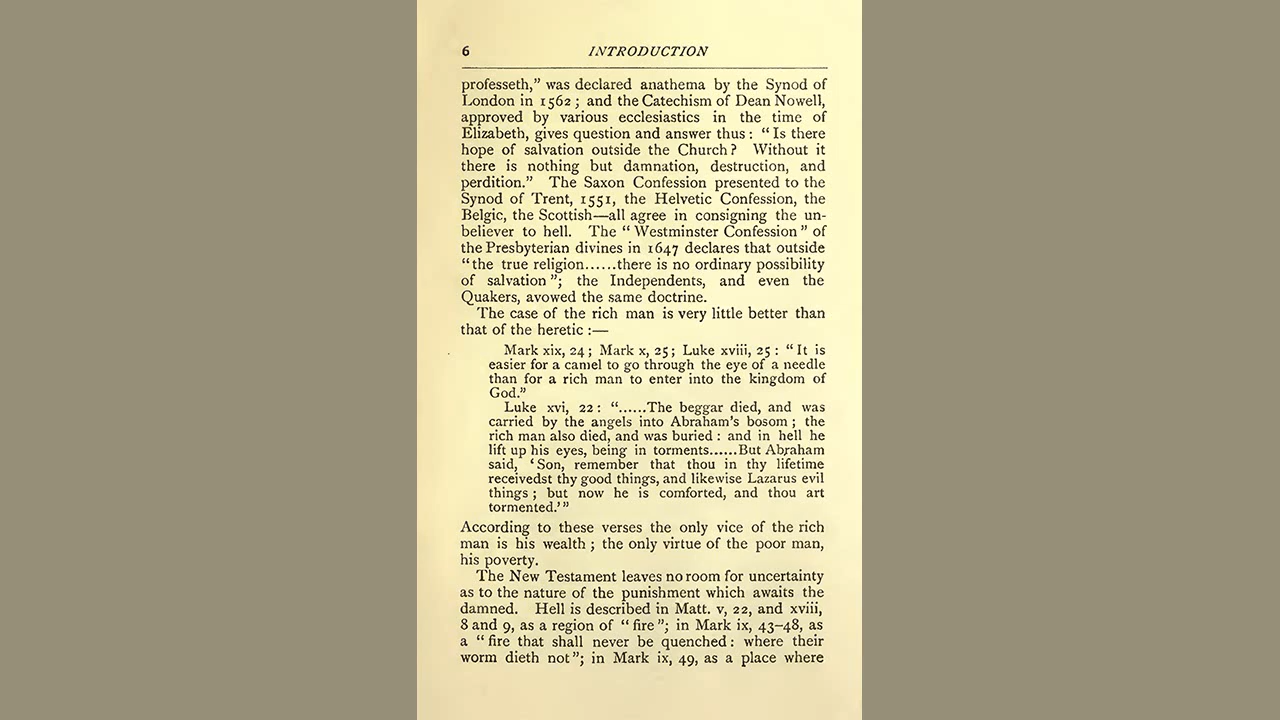 6 INTRODUCTION
professeth,” was declared anathema by the Synod of
London in 1562 ; and the Catechism of Dean Nowell,
approved by various ecclesiastics in the time of
Elizabeth, gives question and answer thus : “ Is there
hope of salvation outside the Church ? Without it
there is nothing but damnation, destruction, and
perdition.” The Saxon Confession presented to the
Synod of Trent, 1551, the Helvetic Confession, the
Belgic, the Scottish—all agree in consigning the un-
believer to hell. The “ Westminster Confession ” of
the Presbyterian divines in 1647 declares that outside
“ the true religion......there is no ordinary possibility
of salvation ”; the Independents, and even the
Quakers, avowed the same doctrine.
The case of the rich man is very little better than
that of the heretic :—
Mark xix, 24 ; Mark x, 25 ; Luke xviii, 25 : “ It is
easier for a camel to go through the eye of a needle
than for a rich man to enter into the kingdom of
God.”
Luke xvi, 22 : “......The beggar died, and was
carried by the angels into Abraham’s bosom ; the
rich man also died, and was buried : and in hell he
lift up his eyes, being in torments......But Abraham
said, ‘ Son, remember that thou in thy lifetime
receivedst thy good things, and likewise Lazarus evil
things ; but now he is comforted, and thou art
tormented.’ ”
According to these verses the only vice of the rich
man is his wealth ; the only virtue of the poor man,
his poverty.
The New Testament leaves no room for uncertainty
as to the nature of the punishment which awaits the
damned. Hell is described in Matt. v, 22, and xviii,
8 and 9, as a region of “ fire ”; in Mark ix, 43–48, as
a “ fire that shall never be quenched : where their
worm dieth not ”; in Mark ix, 49, as a place where